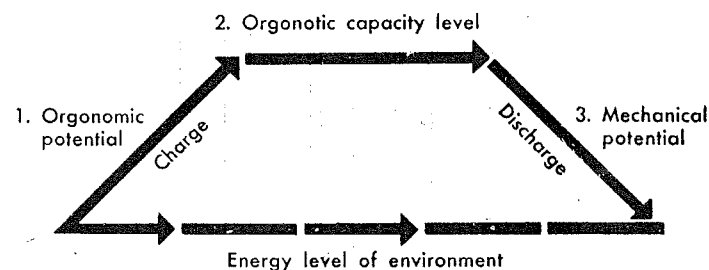 2. Orgonotic capacity level
1. Orgonomic
potential
Charge
Discharge
3. Mechanical
potential
Energy level of environment